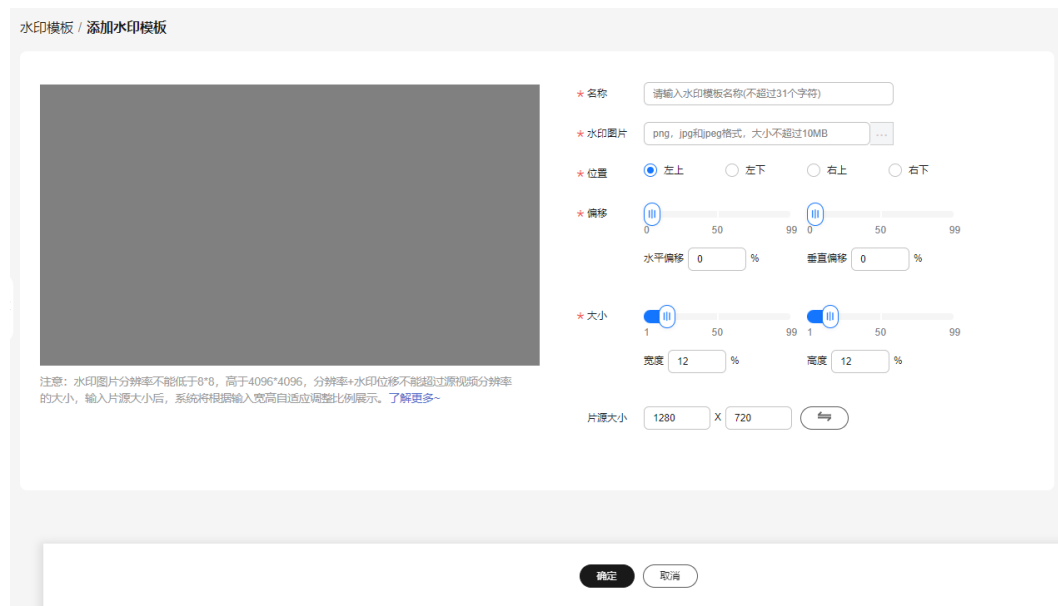 水印模板 / 添加水印模板
* 名称 请输入水印模板名称(不超过31个字符)
* 水印图片 png，jpg和jpeg格式，大小不超过10MB ...
* 位置 左上 左下 右上 右下
* 偏移
0 50 99 0 50 99
水平偏移 0 % 垂直偏移 0 %
* 大小
1 50 99 1 50 99
宽度 12 % 高度 12 %
注意：水印图片分辨率不能低于8*8，高于4096*4096，分辨率+水印位移不能超过源视频分辨率
的大小，输入片源大小后，系统将根据输入宽高自适应调整比例展示。了解更多~
片源大小 1280 X 720
确定 取消